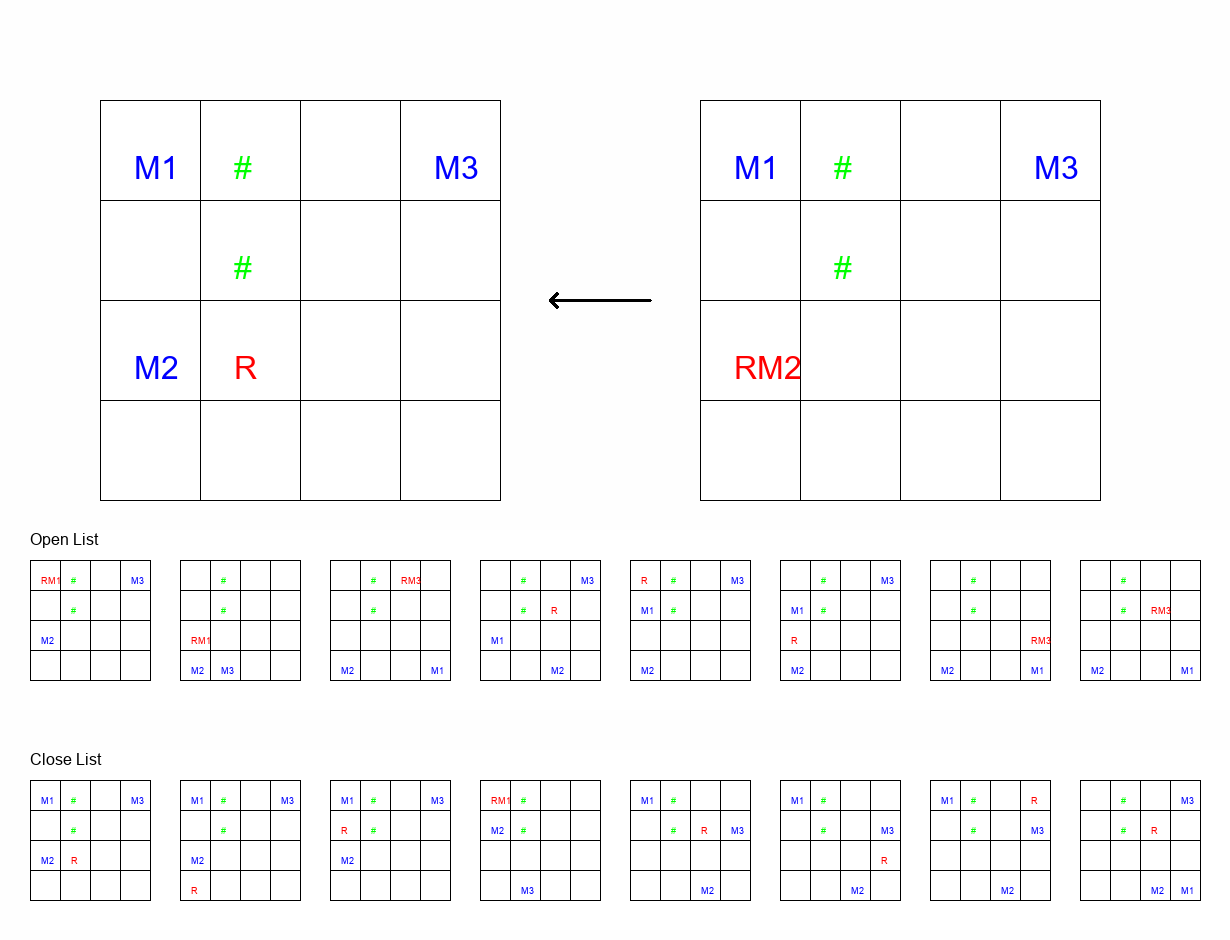 M1 # M3 M1 # M3
# #
M2 R RM2
Open List
RM1 # M3 # # RM3 # M3 R # M3 # M3 # #
# # # # R M1 # M1 # # # RM3
M2 RM1 M1 R RM3
M2 M3 M2 M1 M2 M2 M2 M2 M1 M2 M1
Close List
M1 # M3 M1 # M3 M1 # M3 RM1 # M1 # M1 # M1 # R # M3
# # R # M2 # # R M3 # M3 # M3 # R
M2 R M2 M2 R
R M3 M2 M2 M2 M2 M1